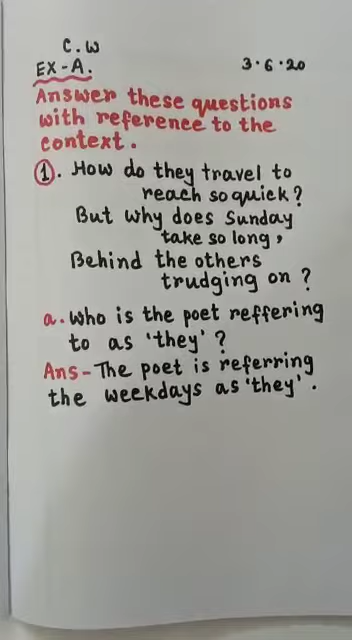 C.W
EX-A. 3.6.20
Answer these questions
with reference to the
context.
1. How do they travel to
reach so quick?
But why does Sunday
take so long,
Behind the others
trudging on?
a. Who is the poet reffering
to as 'they'?
Ans- The poet is referring
the weekdays as 'they'.